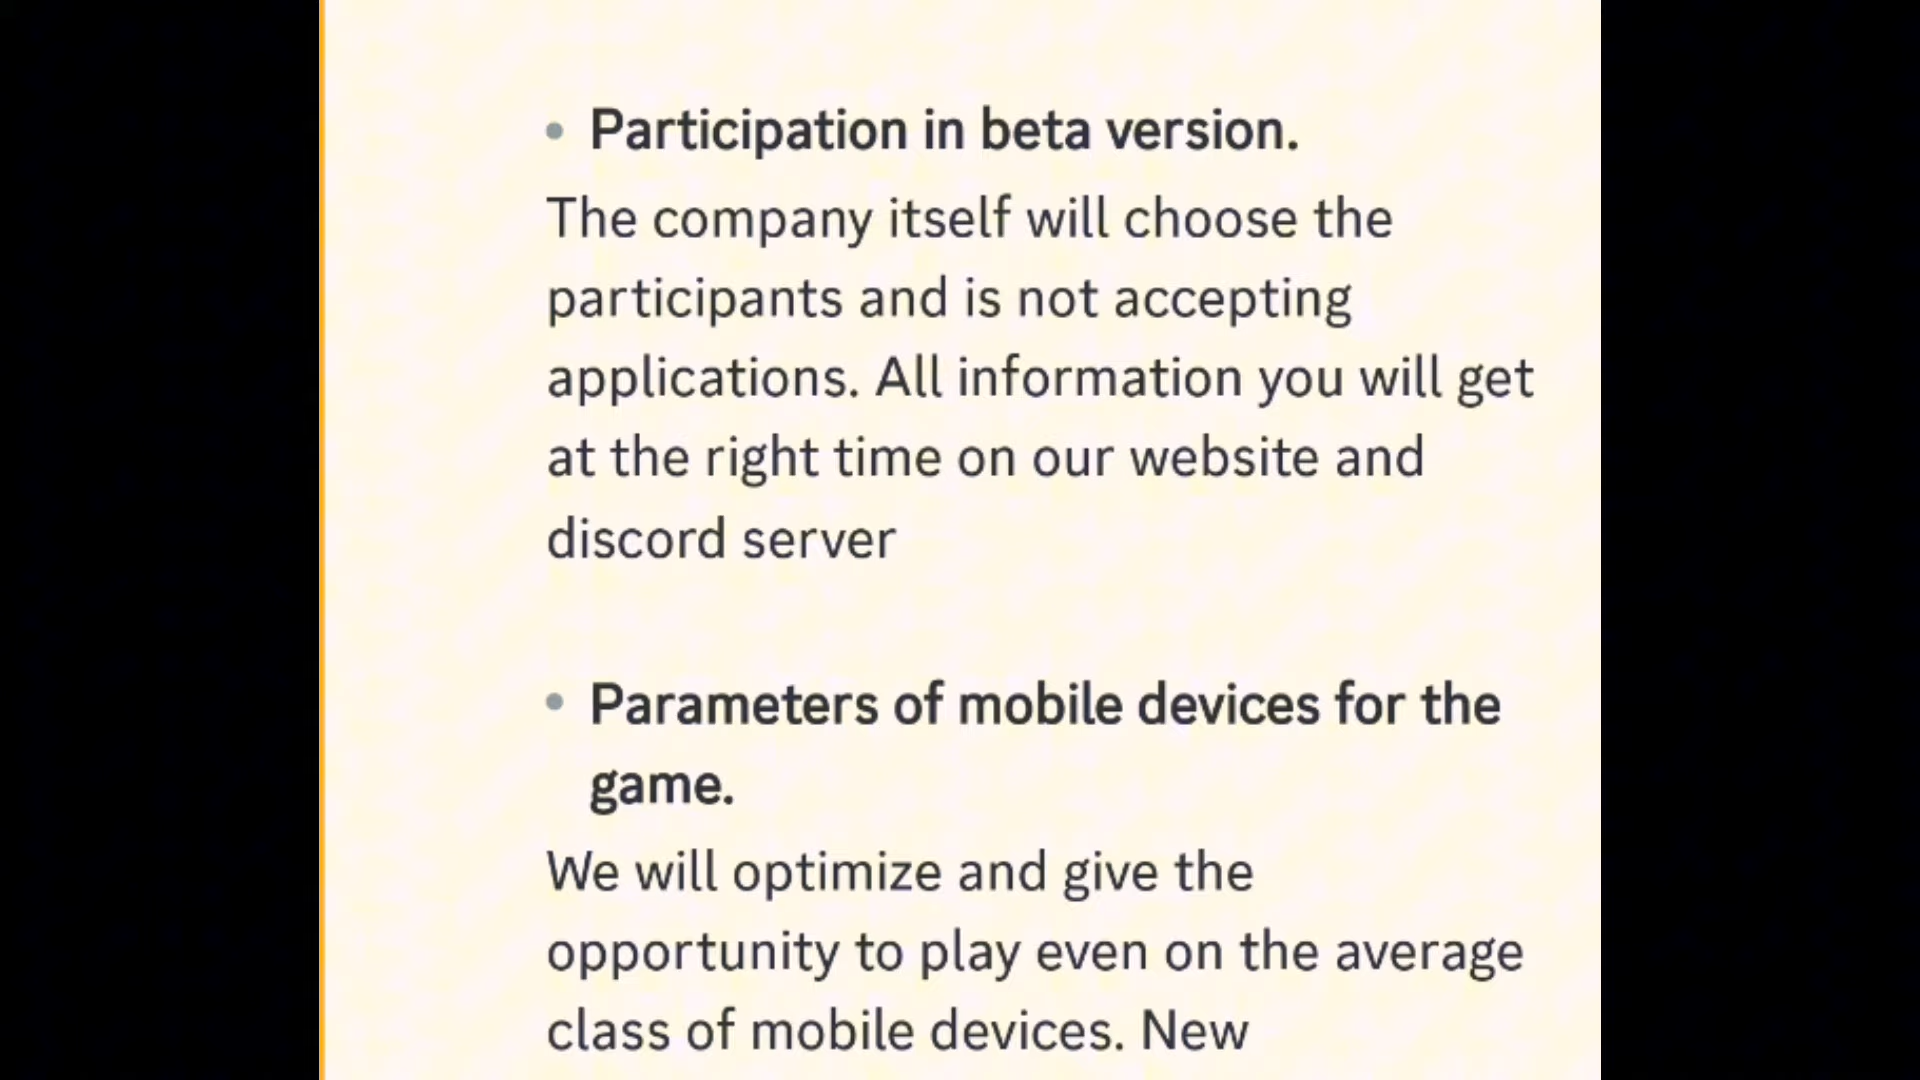 • Participation in beta version.
The company itself will choose the
participants and is not accepting
applications. All information you will get
at the right time on our website and
discord server
• Parameters of mobile devices for the
game.
We will optimize and give the
opportunity to play even on the average
class of mobile devices. New